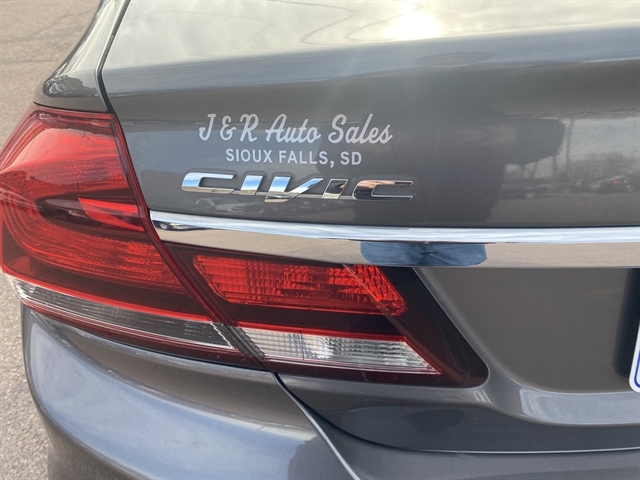 J & R Auto Sales
SIOUX FALLS, SD
CIVIC